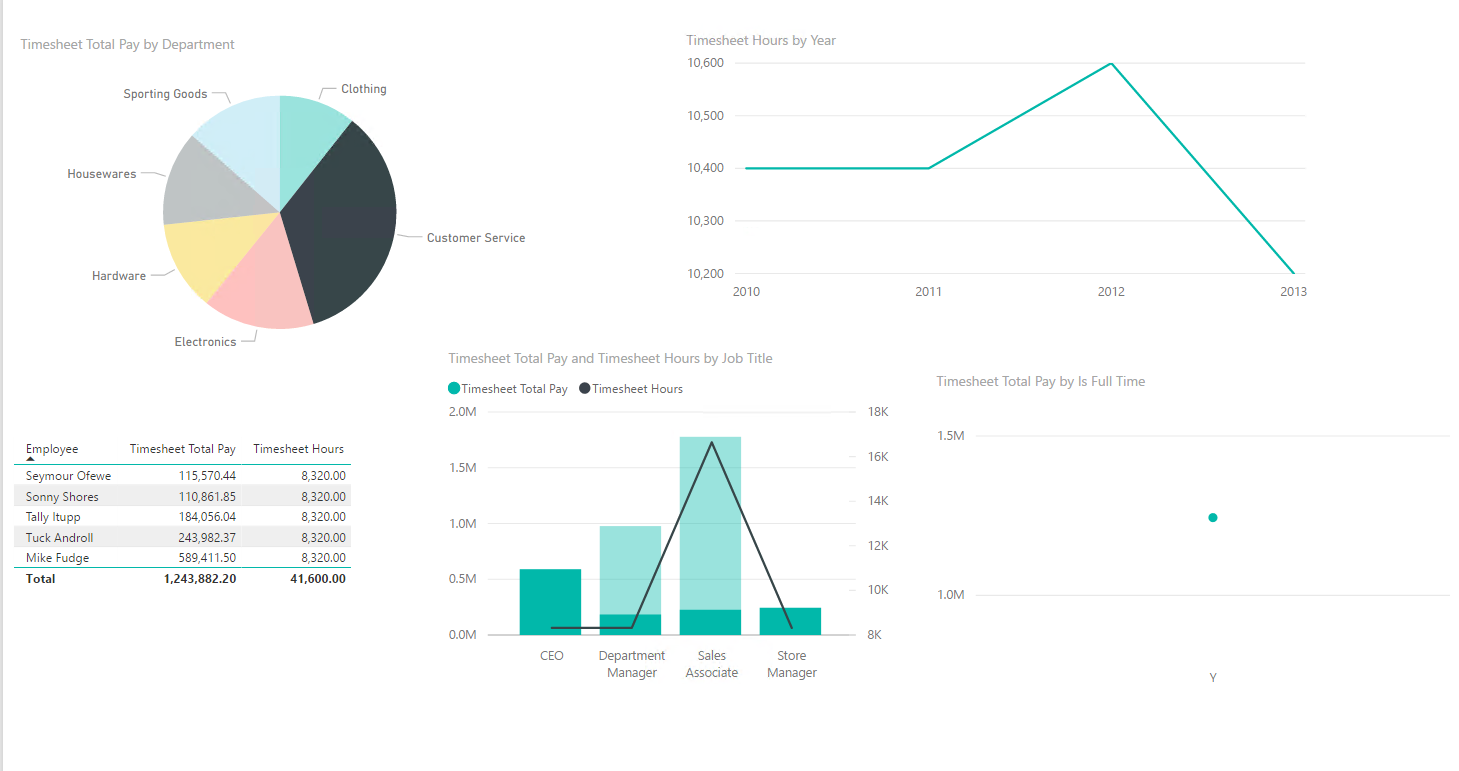 Timesheet Total Pay by Department
Clothing
Sporting Goods
Housewares
Customer Service
Hardware
Electronics
Timesheet Hours by Year
10,600
10,500
10,400
10,300
10,200
2010 2011 2012 2013
Employee Timesheet Total Pay Timesheet Hours
Seymour Ofewe 115,570.44 8,320.00
Sonny Shores 110,861.85 8,320.00
Tally Itupp 184,056.04 8,320.00
Tuck Androll 243,982.37 8,320.00
Mike Fudge 589,411.50 8,320.00
Total 1,243,882.20 41,600.00
Timesheet Total Pay and Timesheet Hours by Job Title
Timesheet Total Pay Timesheet Hours
2.0M
1.5M
1.0M
0.5M
0.0M
18K
16K
14K
12K
10K
8K
CEO Department Sales Store
Manager Associate Manager
Timesheet Total Pay by Is Full Time
1.5M
1.0M
Y